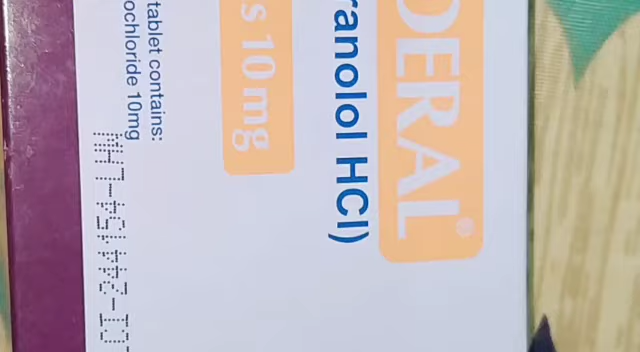 DERAL®
ranolol HCl)
s 10 mg
tablet contains:
ochloride 10mg